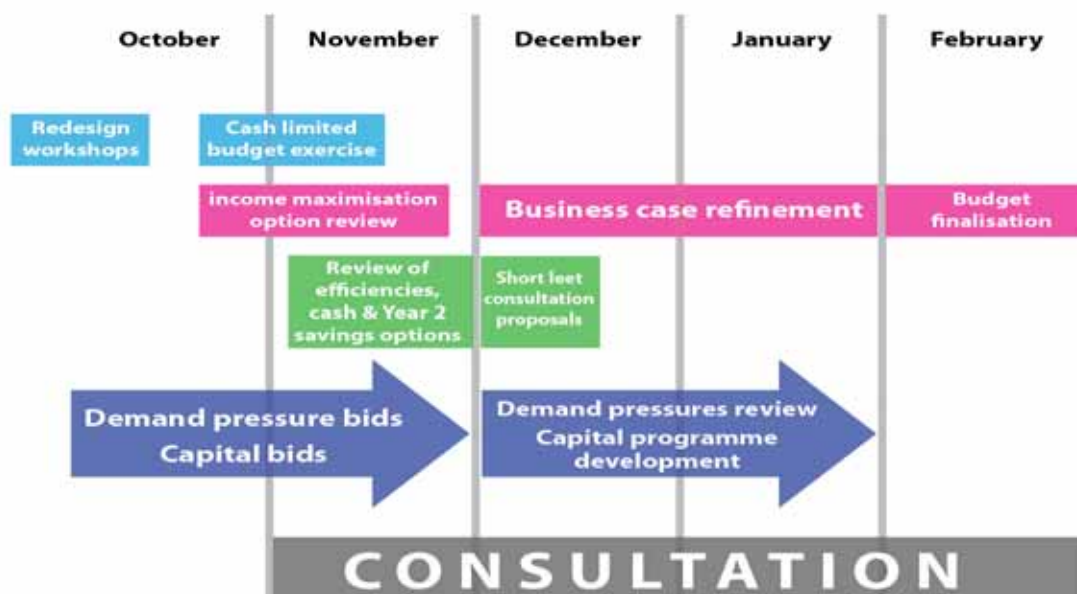 October November December January February
Redesign
workshops
Cash limited
budget exercise
income maximisation
option review
Business case refinement
Budget
finalisation
Review of
efficiencies,
cash & Year 2
savings options
Short leet
consultation
proposals
Demand pressure bids
Capital bids
Demand pressures review
Capital programme
development
CONSULTATION